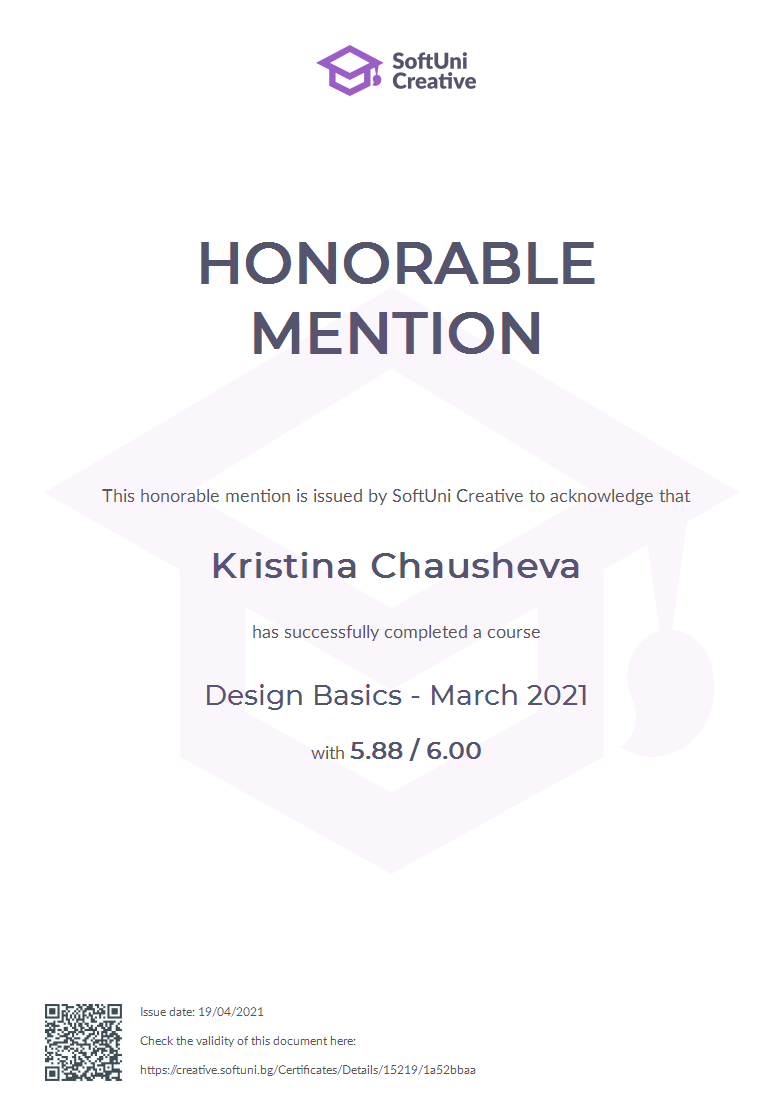 SoftUni
Creative
HONORABLE
MENTION
This honorable mention is issued by SoftUni Creative to acknowledge that
Kristina Chausheva
has successfully completed a course
Design Basics - March 2021
with 5.88 / 6.00
Issue date: 19/04/2021
Check the validity of this document here:
https://creative.softuni.bg/Certificates/Details/15219/1a52bbaa